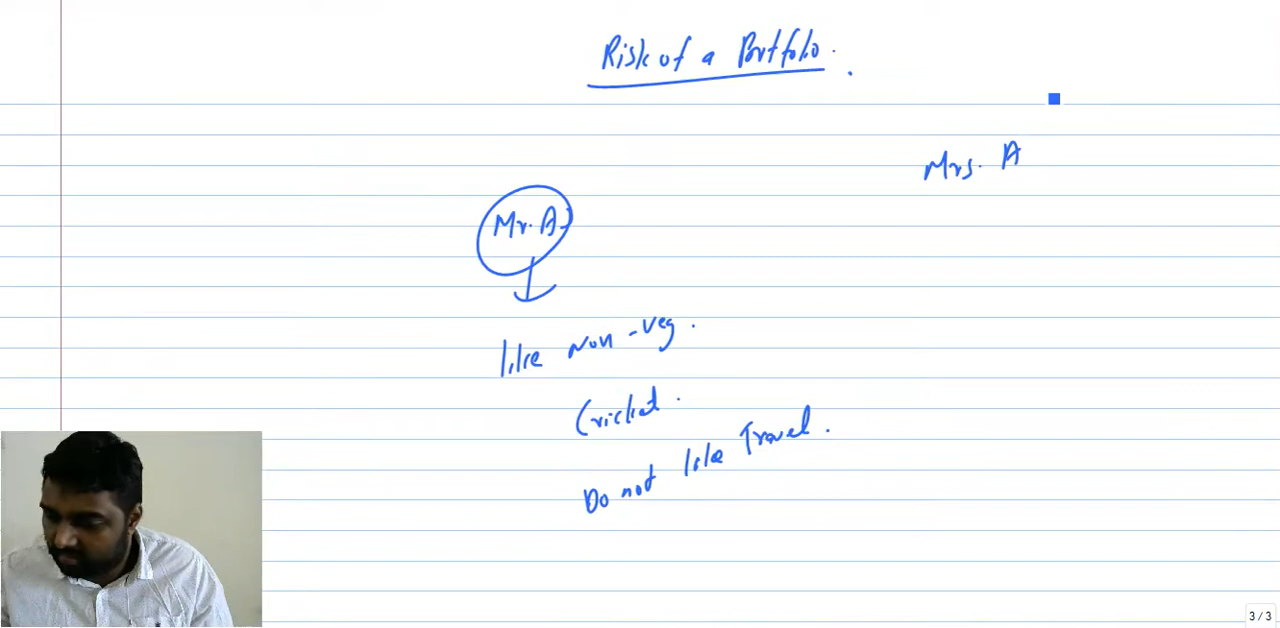 Risk of a Portfolio.
Mrs. A
Mr. A
like Non-veg.
Cricket.
Do not like Travel.
3 / 3